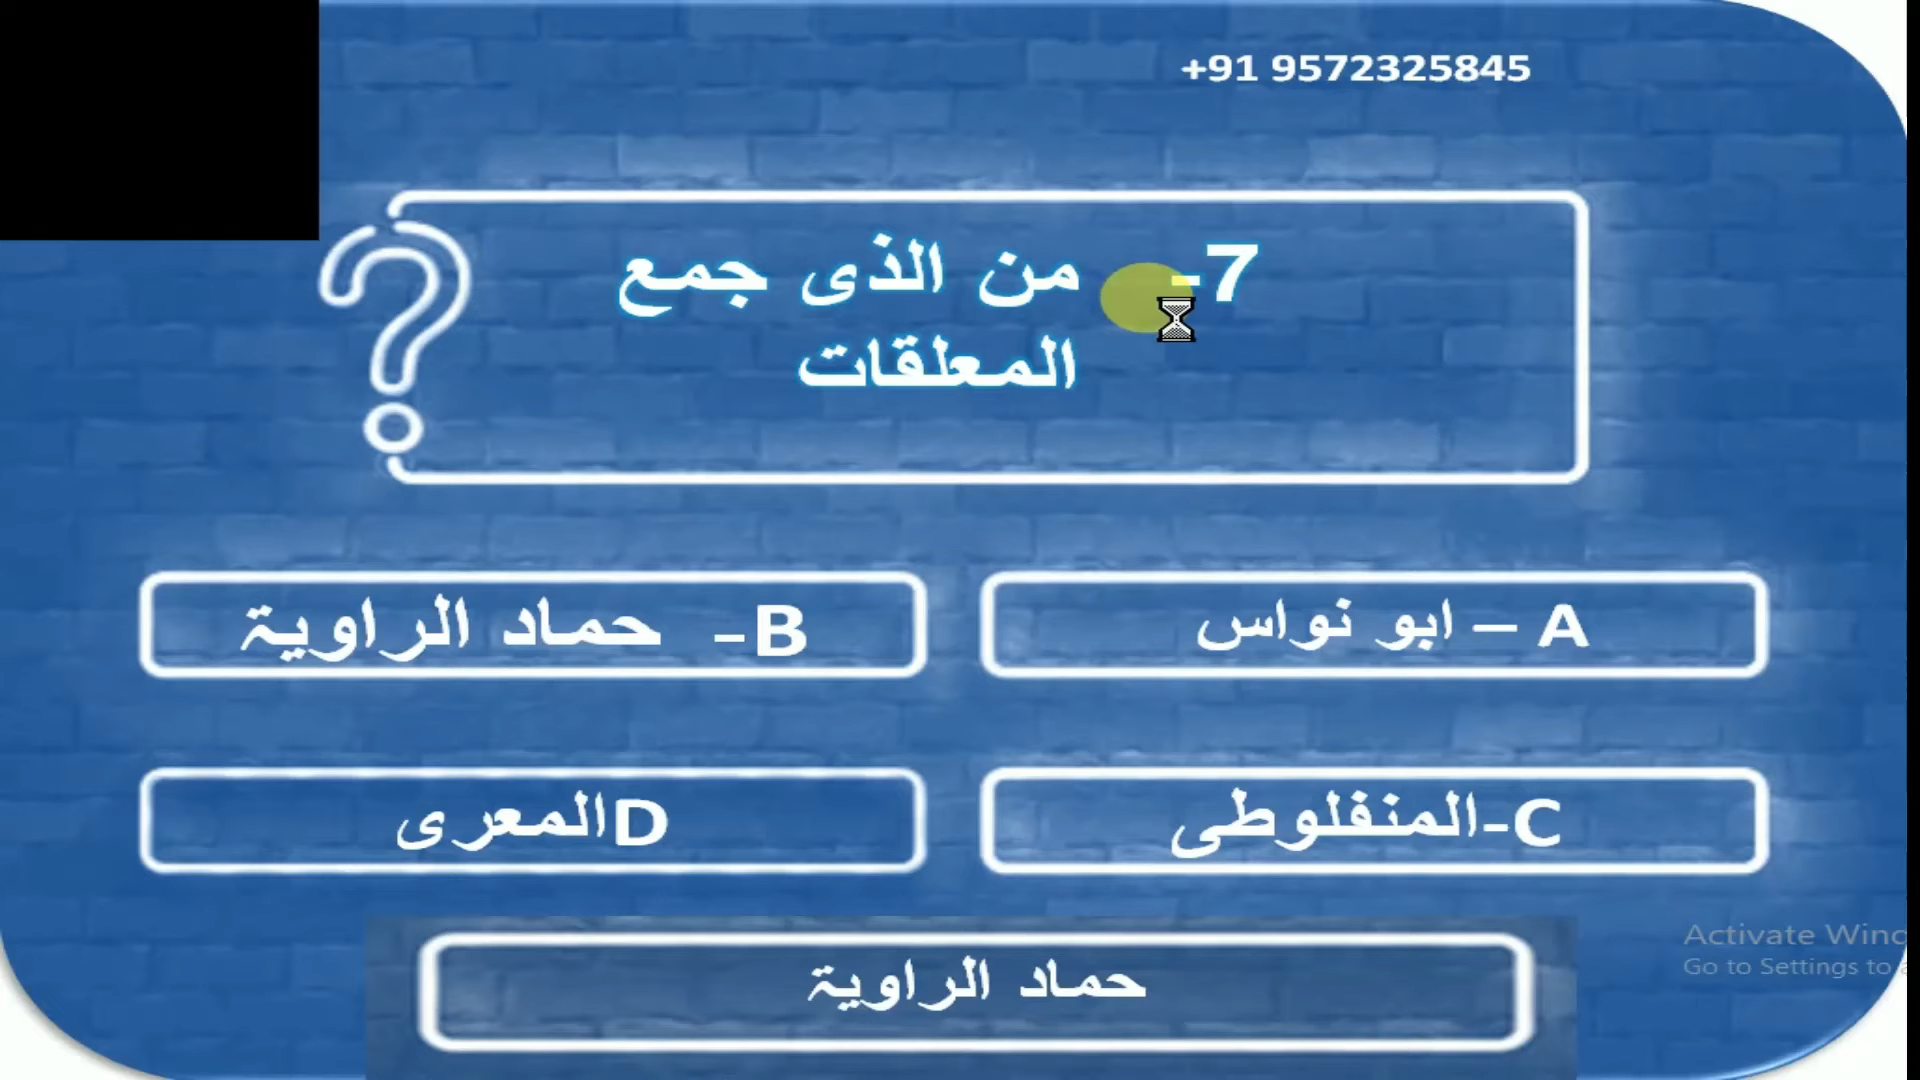 +91 9572325845
7- من الذى جمع
المعلقات
A – ابو نواس
B- حماد الراوية
C-المنفلوطى
Dالمعرى
حماد الراوية
Activate Wind
Go to Settings to a